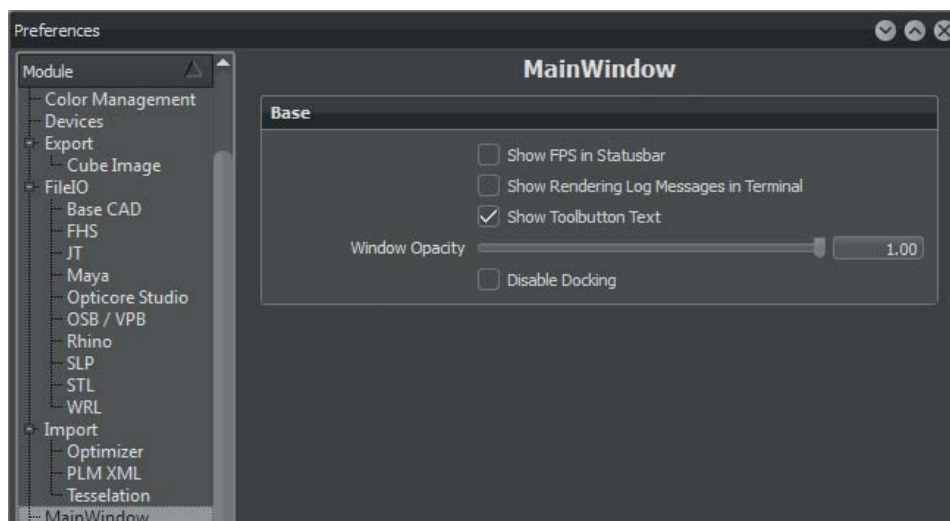 Preferences
Module
Color Management
Devices
Export
Cube Image
FileIO
Base CAD
FHS
JT
Maya
Opticore Studio
OSB / VPB
Rhino
SLP
STL
WRL
Import
Optimizer
PLM XML
Tesselation
MainWindow
MainWindow
Base
Show FPS in Statusbar
Show Rendering Log Messages in Terminal
Show Toolbutton Text
Window Opacity 1.00
Disable Docking